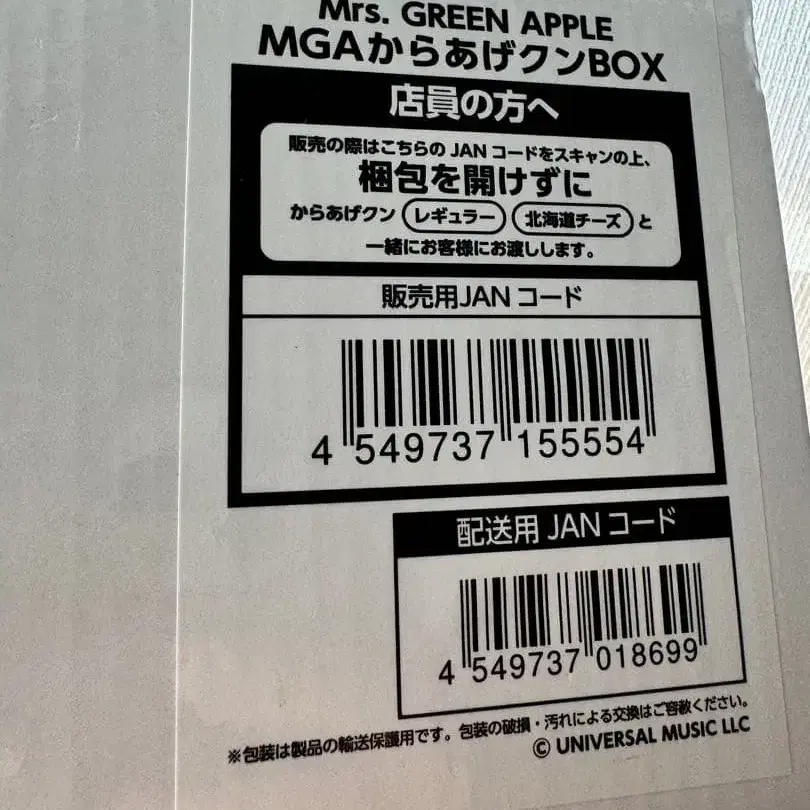 Mrs. GREEN APPLE
MGAからあげクンBOX
店員の方へ
販売の際はこちらの JAN コードをスキャンの上、
梱包を開けずに
からあげクン レギュラー 北海道チーズ と
一緒にお客様にお渡しします。
販売用JAN コード
4 549737 155554
配送用 JAN コード
4 549737 018699
※包装は製品の輸送保護用です。包装の破損・汚れによる交換はご容赦ください。
© UNIVERSAL MUSIC LLC